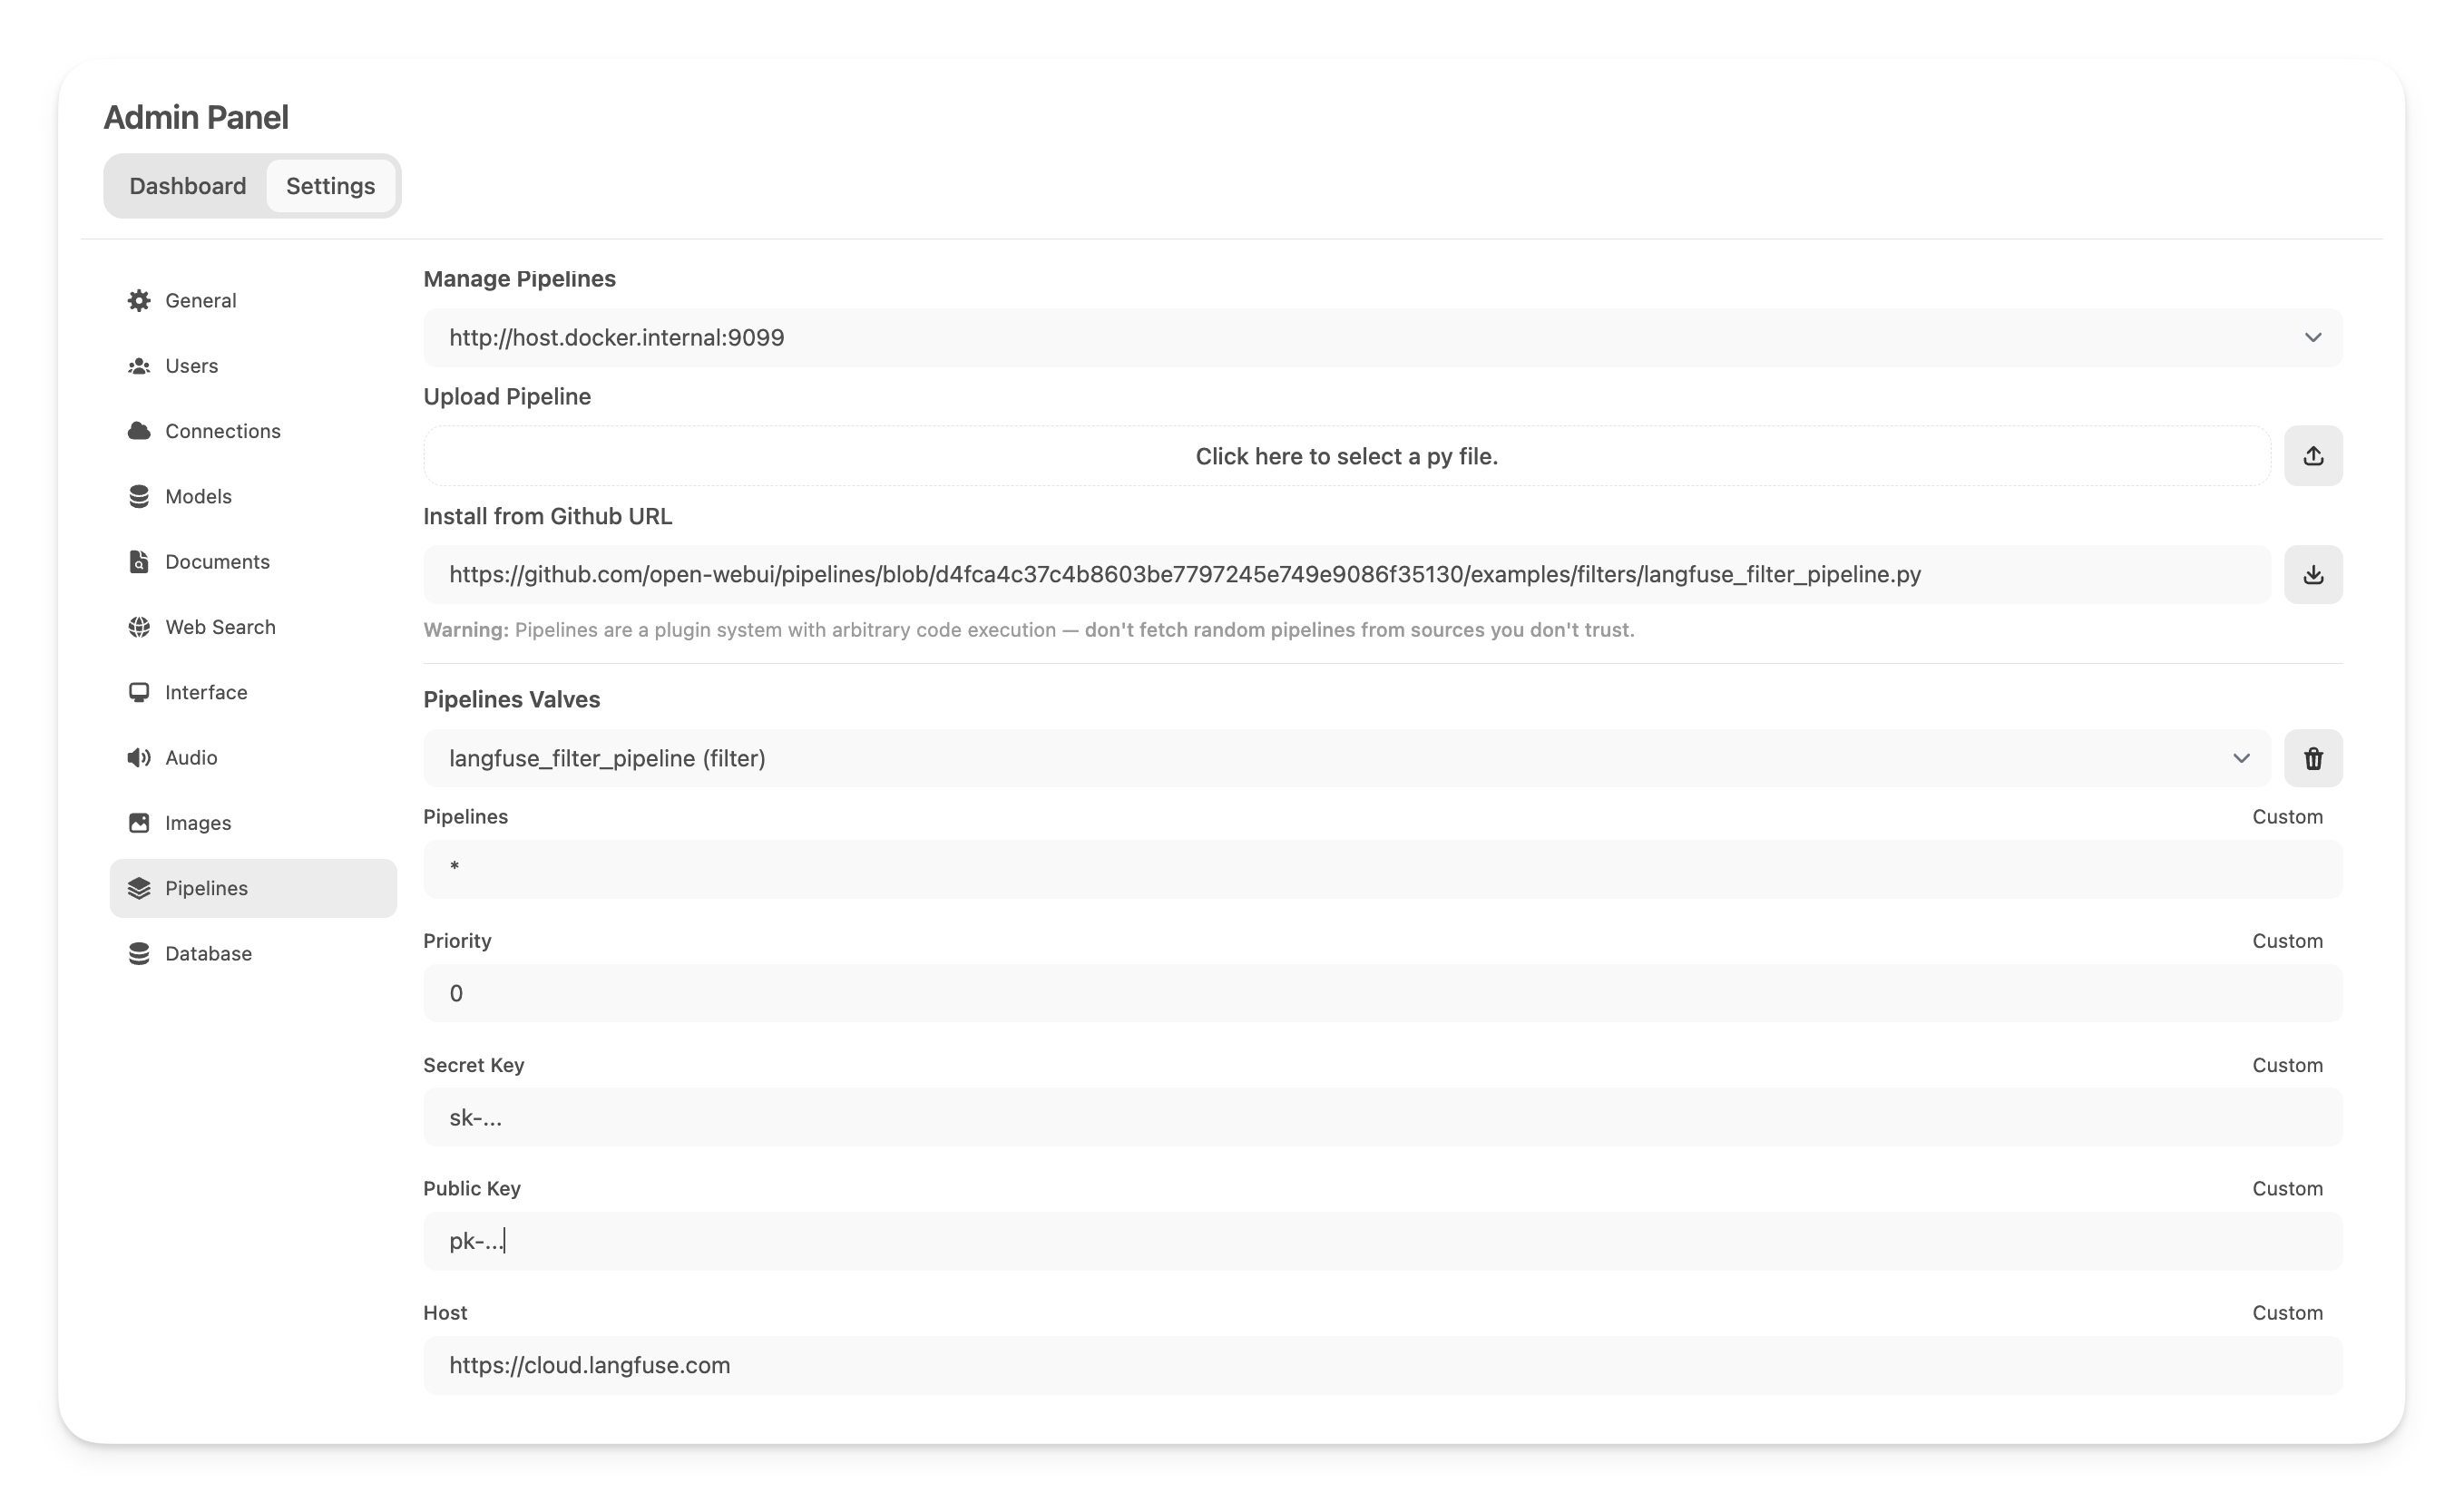 Admin Panel
Dashboard Settings
General
Users
Connections
Models
Documents
Web Search
Interface
Audio
Images
Pipelines
Database
Manage Pipelines
http://host.docker.internal:9099
Upload Pipeline
Click here to select a py file.
Install from Github URL
https://github.com/open-webui/pipelines/blob/d4fca4c37c4b8603be7797245e749e9086f35130/examples/filters/langfuse_filter_pipeline.py
Warning: Pipelines are a plugin system with arbitrary code execution — don't fetch random pipelines from sources you don't trust.
Pipelines Valves
langfuse_filter_pipeline (filter)
Pipelines Custom
*
Priority Custom
0
Secret Key Custom
sk-...
Public Key Custom
pk-...
Host Custom
https://cloud.langfuse.com